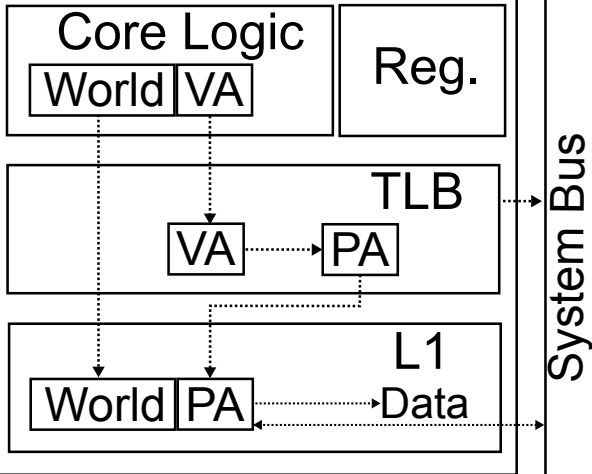 Core Logic
World VA
Reg.
TLB
VA PA
L1
World PA Data
System Bus